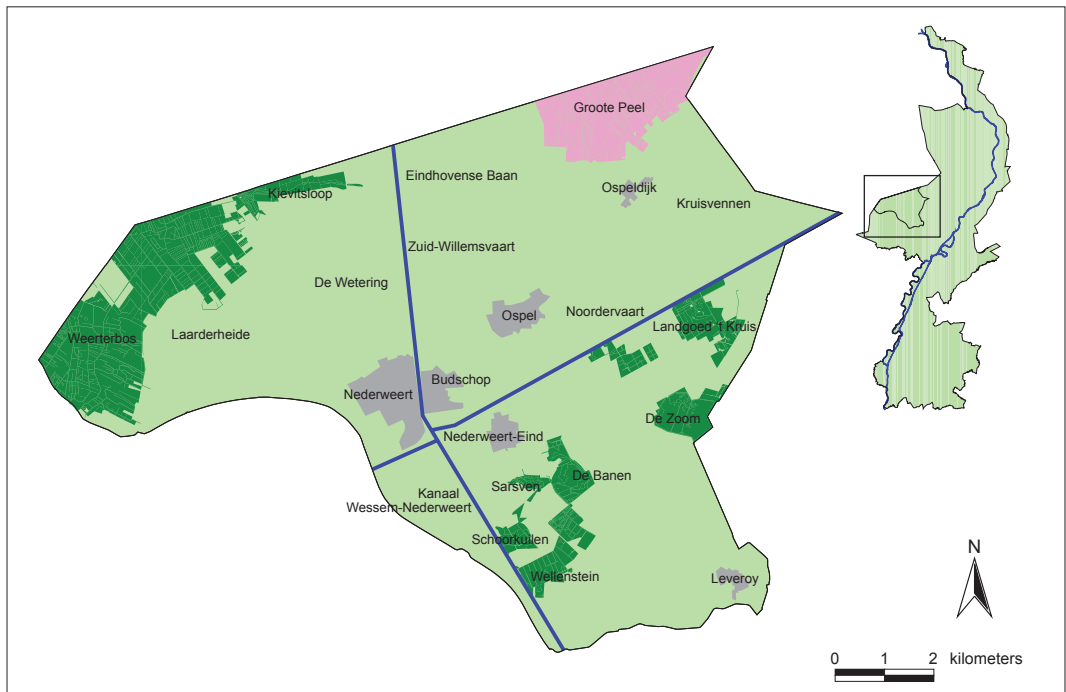 Groote Peel
Eindhovense Baan
Ospeldijk
Kievitsloop
Kruisvennen
Zuid-Willemsvaart
De Wetering
Noordervaart
Ospel
Landgoed 't Kruis
Laarderheide
Weerterbos
Budschop
Nederweert
De Zoom
Nederweert-Eind
De Banen
Sarsven
Kanaal
Wessem-Nederweert
Schoorkuilen
Wellenstein
Leveroy
N
0 1 2 kilometers